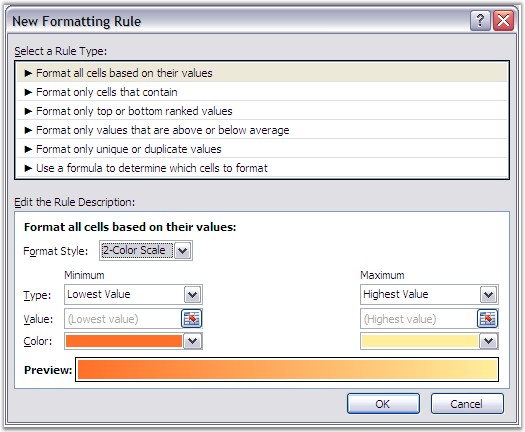 New Formatting Rule
Select a Rule Type:
► Format all cells based on their values
► Format only cells that contain
► Format only top or bottom ranked values
► Format only values that are above or below average
► Format only unique or duplicate values
► Use a formula to determine which cells to format
Edit the Rule Description:
Format all cells based on their values:
Format Style: 2-Color Scale
Minimum Maximum
Type: Lowest Value Highest Value
Value: (Lowest value) (Highest value)
Color:
Preview:
OK Cancel